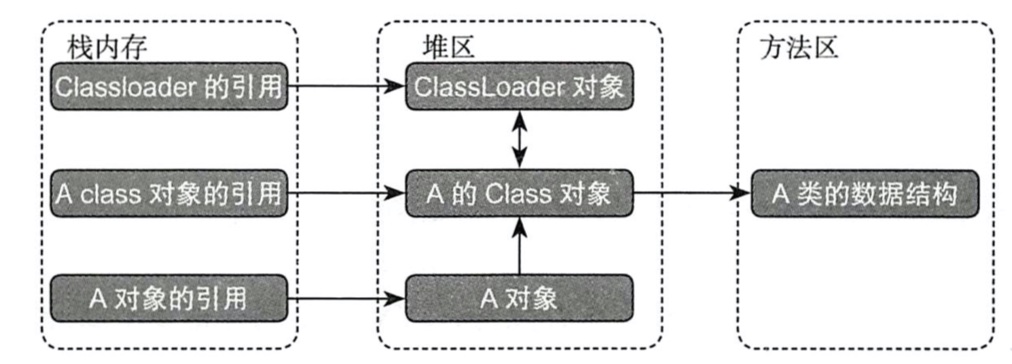 栈内存
堆区
方法区
Classloader 的引用
ClassLoader 对象
A class 对象的引用
A 的 Class 对象
A 类的数据结构
A 对象的引用
A 对象